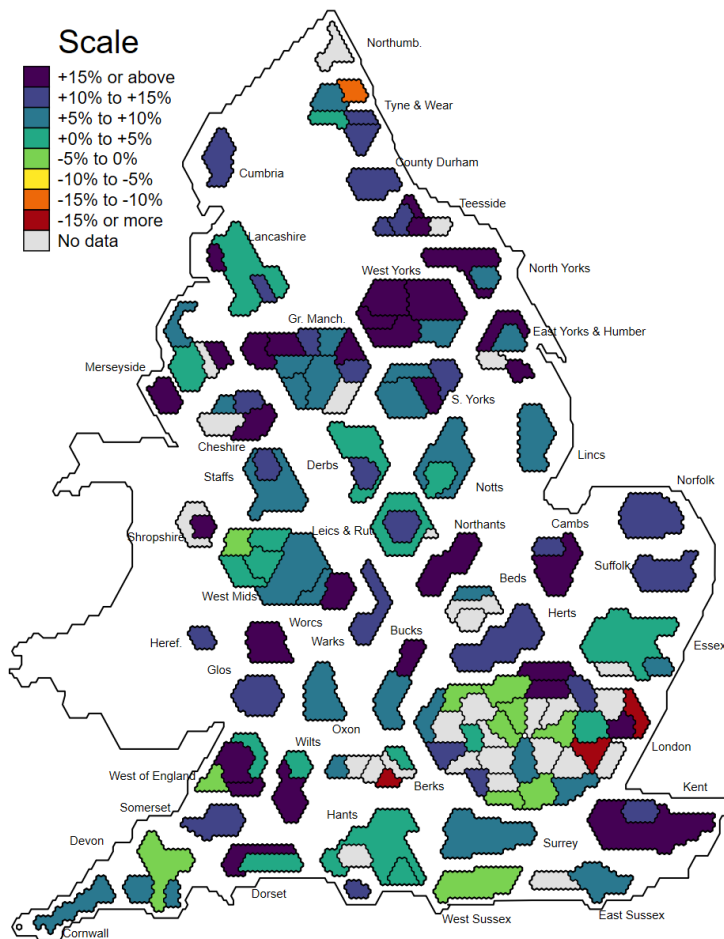 Scale
+15% or above
+10% to +15%
+5% to +10%
+0% to +5%
-5% to 0%
-10% to -5%
-15% to -10%
-15% or more
No data
Northumb.
Tyne & Wear
Cumbria
County Durham
Teesside
Lancashire
West Yorks
North Yorks
Gr. Manch.
East Yorks & Humber
Merseyside
S. Yorks
Cheshire
Staffs
Derbs
Notts
Lincs
Norfolk
Shropshire
Leics & Rut
Northants
Cambs
Suffolk
West Mids
Beds
Worcs
Warks
Bucks
Herts
Essex
Heref.
Glos
Oxon
Wilts
London
West of England
Berks
Kent
Somerset
Hants
Devon
Surrey
Dorset
West Sussex
East Sussex
Cornwall